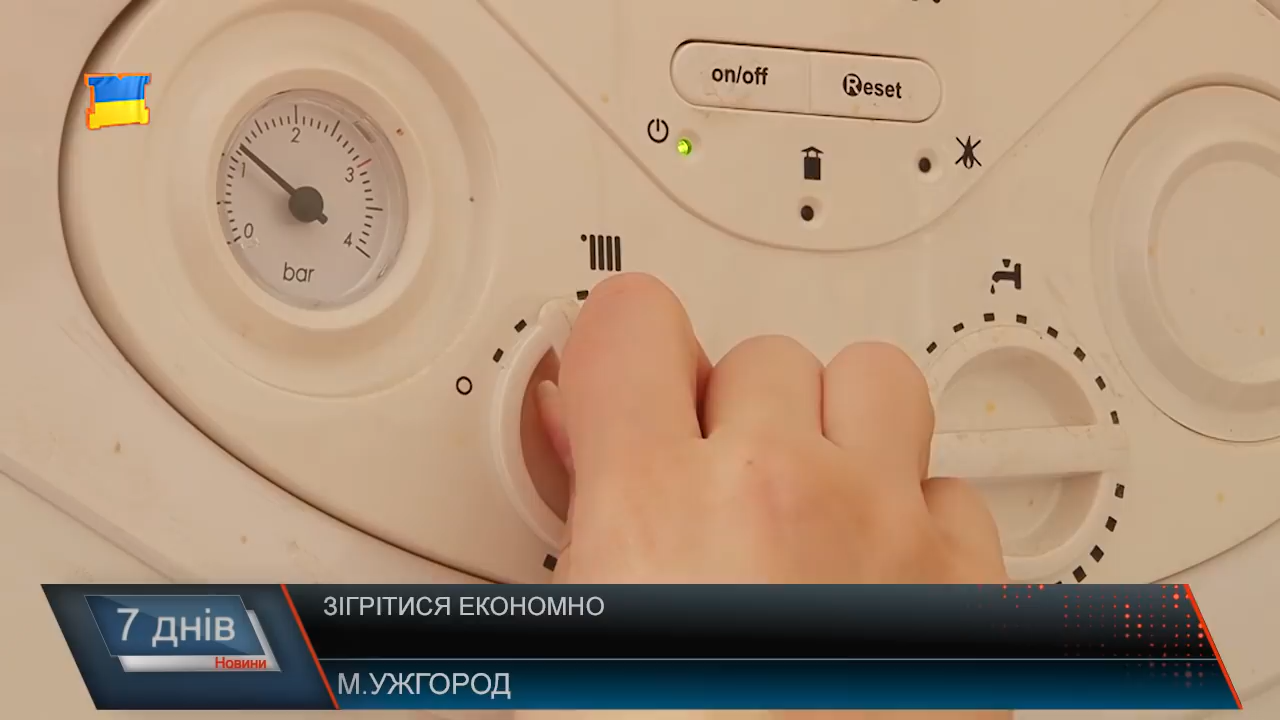 on/off
Reset
2
1
3
0
4
bar
ЗІГРІТИСЯ ЕКОНОМНО
7 днів
Новини
М.УЖГОРОД